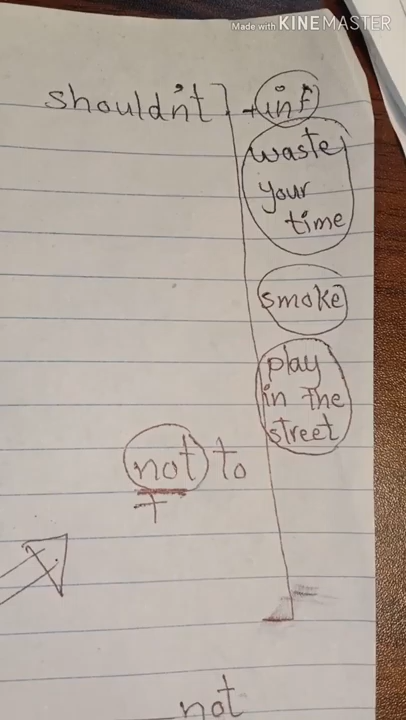 Made with KINEMASTER
shouldn't] + inf
waste
your
time
smoke
play
in the
street
not to
not